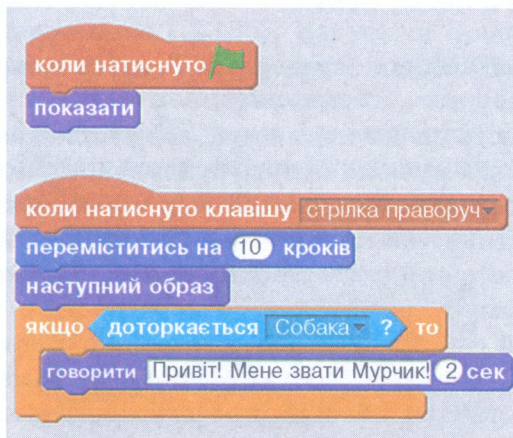 коли натиснуто
показати
коли натиснуто клавішу стрілка праворуч
переміститись на 10 кроків
наступний образ
якщо доторкається Собака ? то
говорити Привіт! Мене звати Мурчик! 2 сек